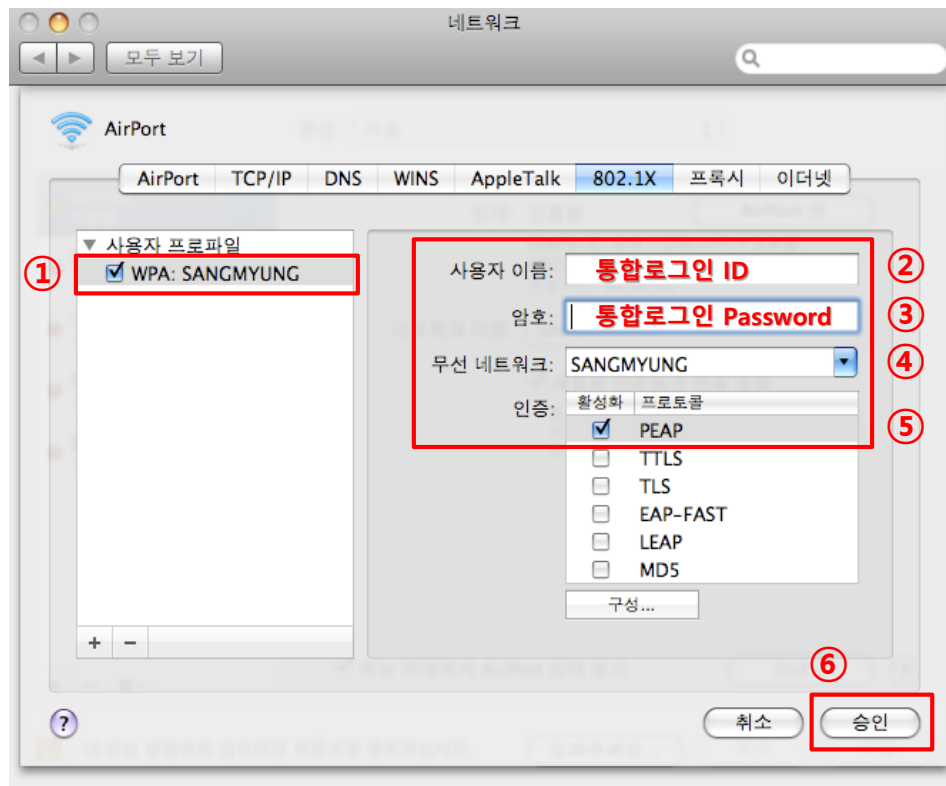 네트워크
모두 보기
AirPort
AirPort TCP/IP DNS WINS AppleTalk 802.1X 프록시 이더넷
▼ 사용자 프로파일
① WPA: SANGMYUNG
사용자 이름: 통합로그인 ID ②
암호: 통합로그인 Password ③
무선 네트워크: SANGMYUNG ④
인증: 활성화 프로토콜
PEAP ⑤
TTLS
TLS
EAP-FAST
LEAP
MD5
구성...
+ −
⑥
? 취소 승인